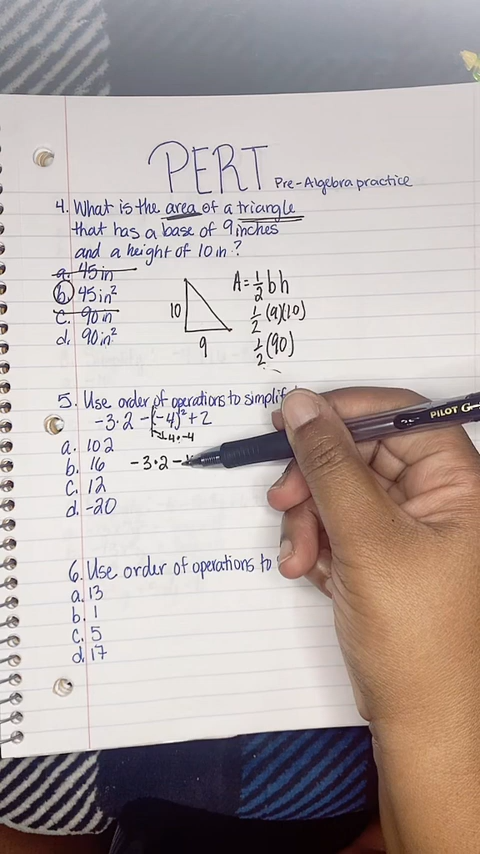 PERT Pre-Algebra practice
4. What is the area of a triangle
that has a base of 9 inches
and a height of 10 in?
a. 45 in
b. 45 in²
c. 90 in
d. 90 in²
10
9
A = 1/2 bh
1/2 (9)(10)
1/2 (90)
5. Use order of operations to simplify
-3·2 - (-4)² + 2
-4·-4
a. 102
b. 16
c. 12
d. -20
-3·2 -
6. Use order of operations to
a. 13
b. 1
c. 5
d. 17
PILOT G